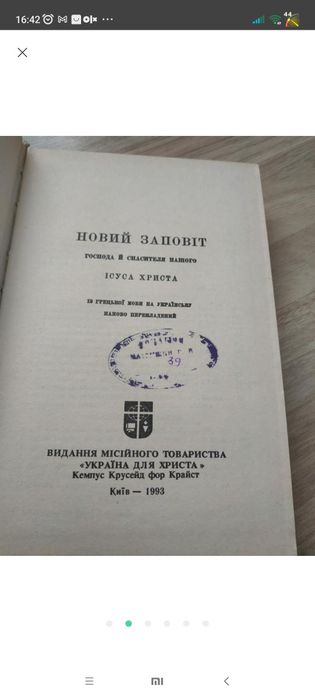 16:42
44
НОВИЙ ЗАПОВІТ
ГОСПОДА Й СПАСИТЕЛЯ НАШОГО
ІСУСА ХРИСТА
ІЗ ГРЕЦЬКОЇ МОВИ НА УКРАЇНСЬКУ
НАНОВО ПЕРЕКЛАДЕНИЙ
39
ВИДАННЯ МІСІЙНОГО ТОВАРИСТВА
«УКРАЇНА ДЛЯ ХРИСТА»
Кемпус Крусейд фор Крайст
Київ — 1993